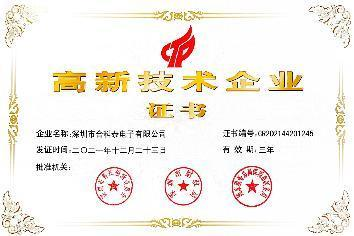 高新技术企业
证书
企业名称:深圳市合科泰电子有限公司
证书编号:GR202144201245
发证时间:二〇二一年十二月二十三日
有效期:三年
批准机关: